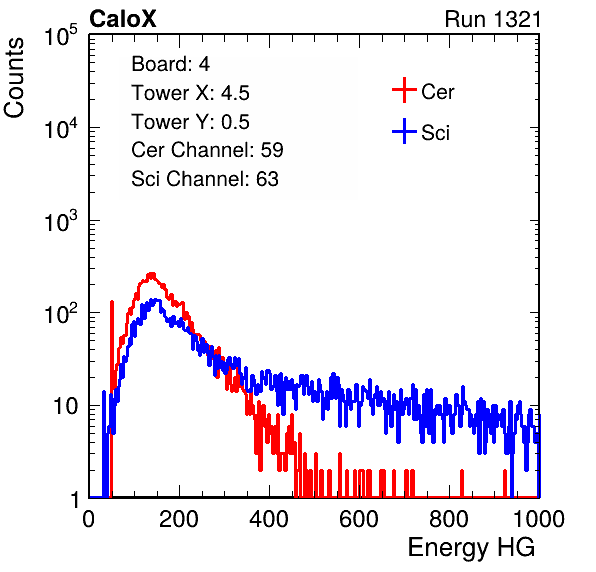 CaloX Run 1321
Counts
Board: 4
Tower X: 4.5
Tower Y: 0.5
Cer Channel: 59
Sci Channel: 63
Cer
Sci
10^5
10^4
10^3
10^2
10
1
0 200 400 600 800 1000
Energy HG